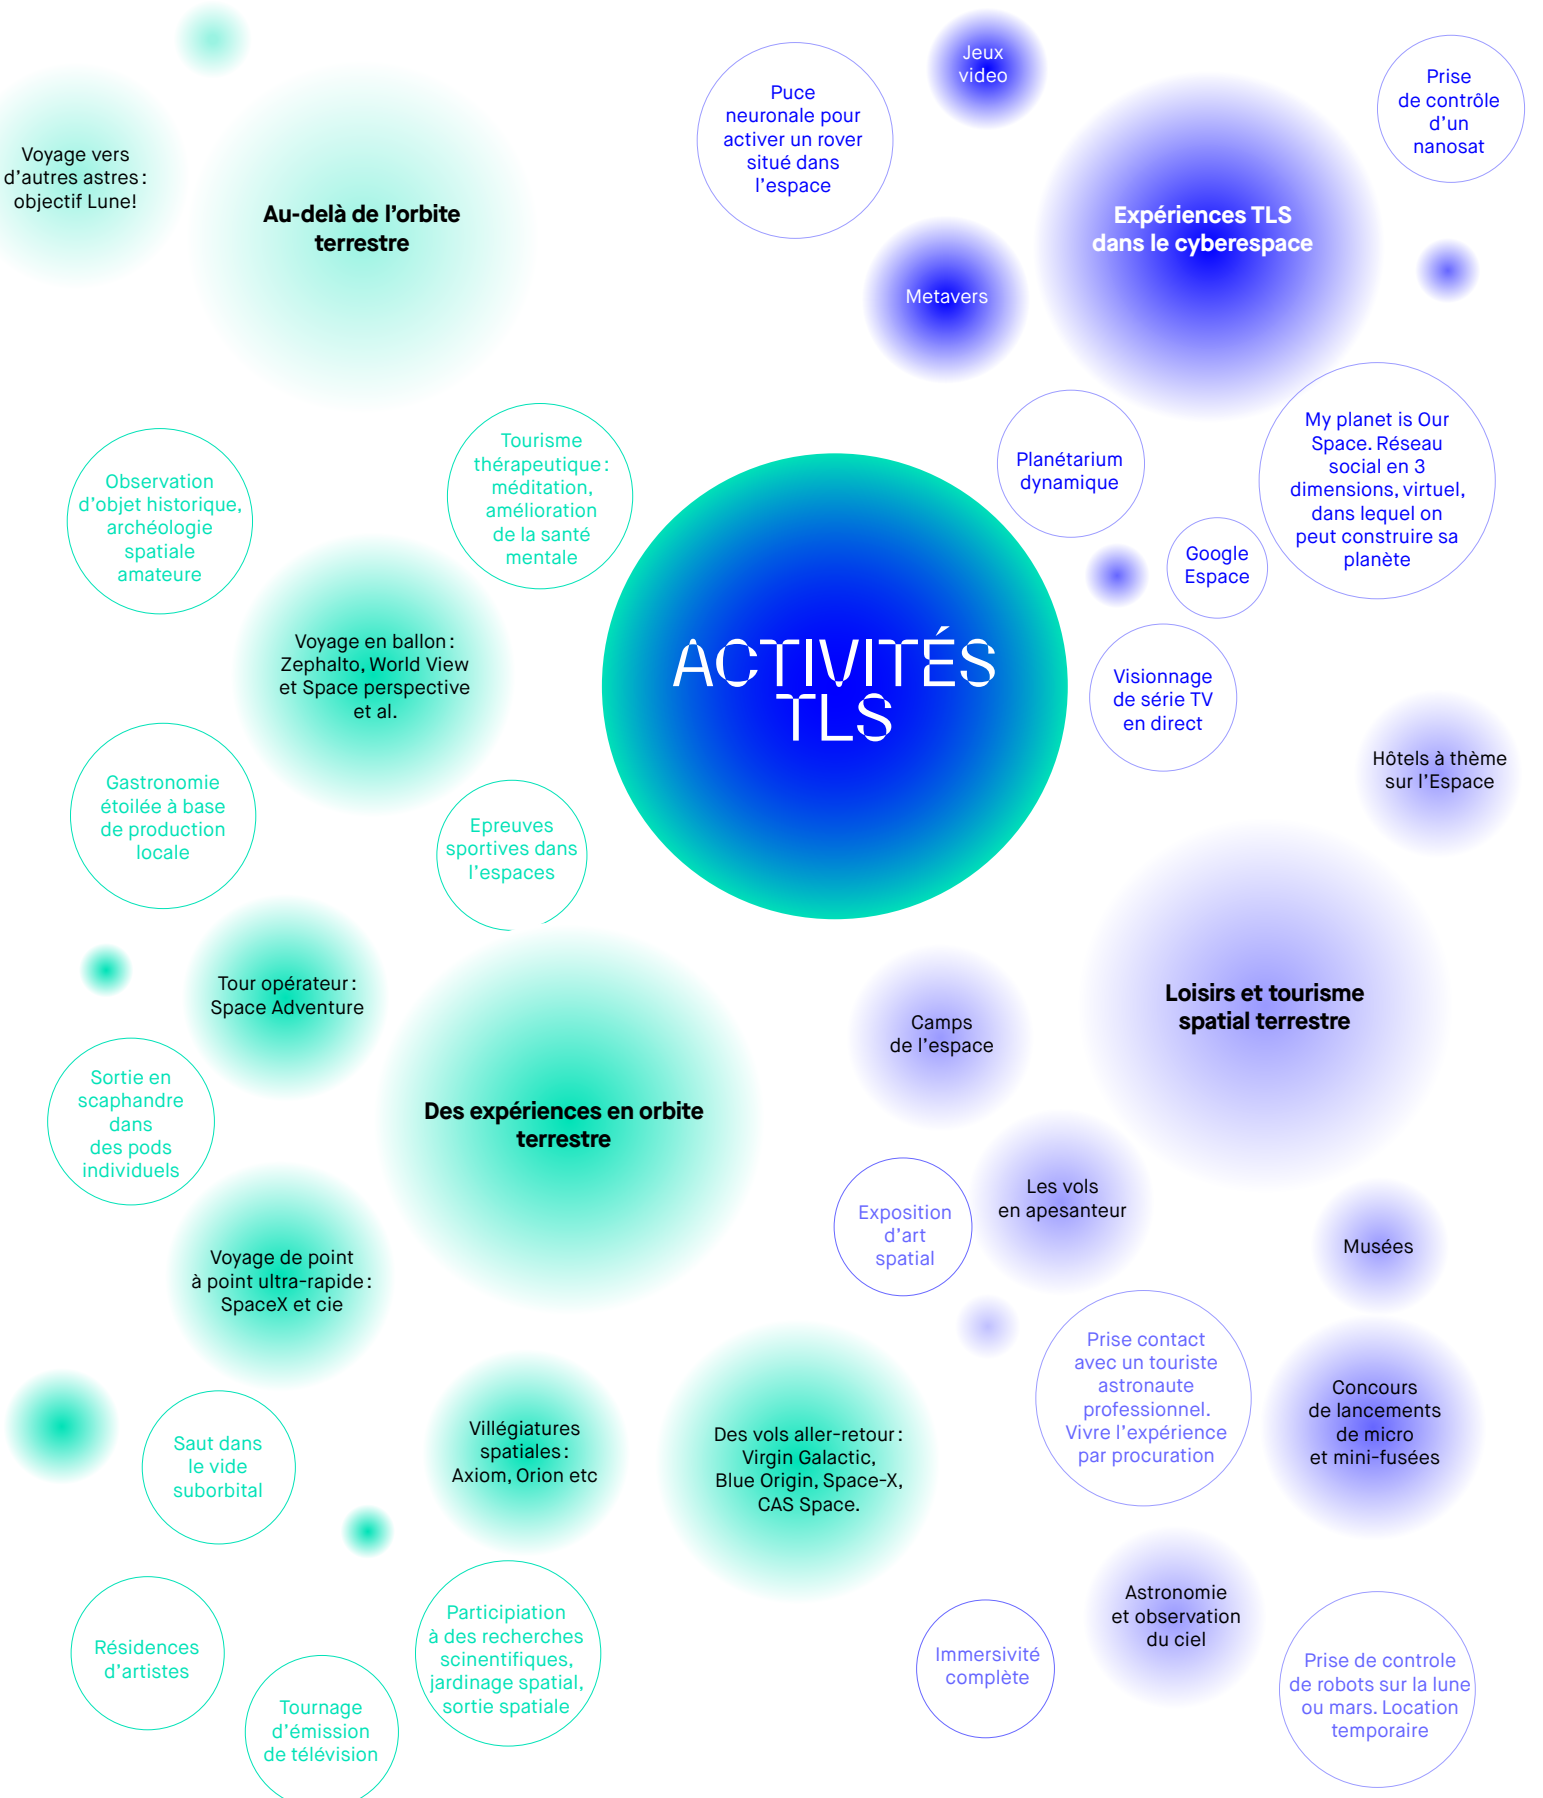 Jeux
video
Prise
de contrôle
d'un
nanosat
Puce
neuronale pour
activer un rover
situé dans
l'espace
Voyage vers
d'autres astres :
objectif Lune!
Au-delà de l'orbite
terrestre
Expériences TLS
dans le cyberespace
Metavers
Observation
d'objet historique,
archéologie
spatiale
amateure
Tourisme
thérapeutique :
méditation,
amélioration
de la santé
mentale
Planétarium
dynamique
My planet is Our
Space. Réseau
social en 3
dimensions, virtuel,
dans lequel on
peut construire sa
planète
Google
Espace
Voyage en ballon :
Zephalto, World View
et Space perspective
et al.
ACTIVITÉS
TLS
Visionnage
de série TV
en direct
Hôtels à thème
sur l'Espace
Gastronomie
étoilée à base
de production
locale
Epreuves
sportives dans
l'espaces
Tour opérateur :
Space Adventure
Camps
de l'espace
Loisirs et tourisme
spatial terrestre
Sortie en
scaphandre
dans
des pods
individuels
Des expériences en orbite
terrestre
Exposition
d'art
spatial
Les vols
en apesanteur
Musées
Voyage de point
à point ultra-rapide :
SpaceX et cie
Prise contact
avec un touriste
astronaute
professionnel.
Vivre l'expérience
par procuration
Concours
de lancements
de micro
et mini-fusées
Saut dans
le vide
suborbital
Villégiatures
spatiales :
Axiom, Orion etc
Des vols aller-retour :
Virgin Galactic,
Blue Origin, Space-X,
CAS Space.
Astronomie
et observation
du ciel
Résidences
d'artistes
Tournage
d'émission
de télévision
Participiation
à des recherches
scinentifiques,
jardinage spatial,
sortie spatiale
Immersivité
complète
Prise de controle
de robots sur la lune
ou mars. Location
temporaire